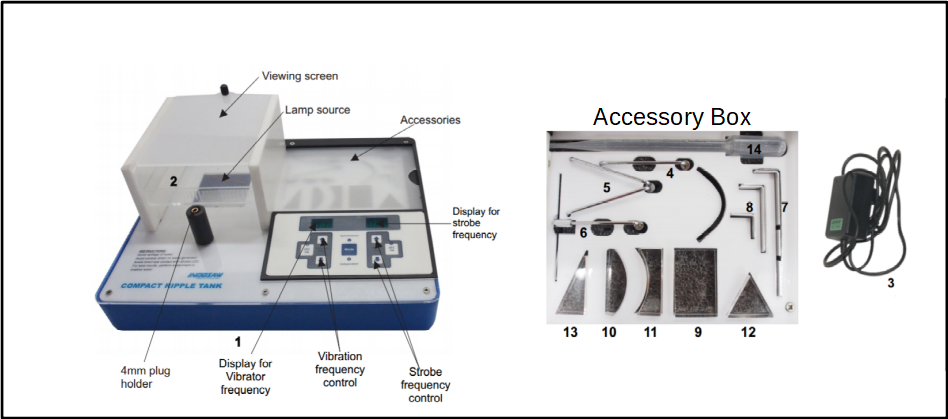 Viewing screen
Lamp source
Accessories
2
Display for
strobe
frequency
INSTRUCTIONS
COMPACT RIPPLE TANK
1
4mm plug
holder
Display for
Vibrator
frequency
Vibration
frequency
control
Strobe
frequency
control
Accessory Box
14
4
5
8
7
6
13
10
11
9
12
3